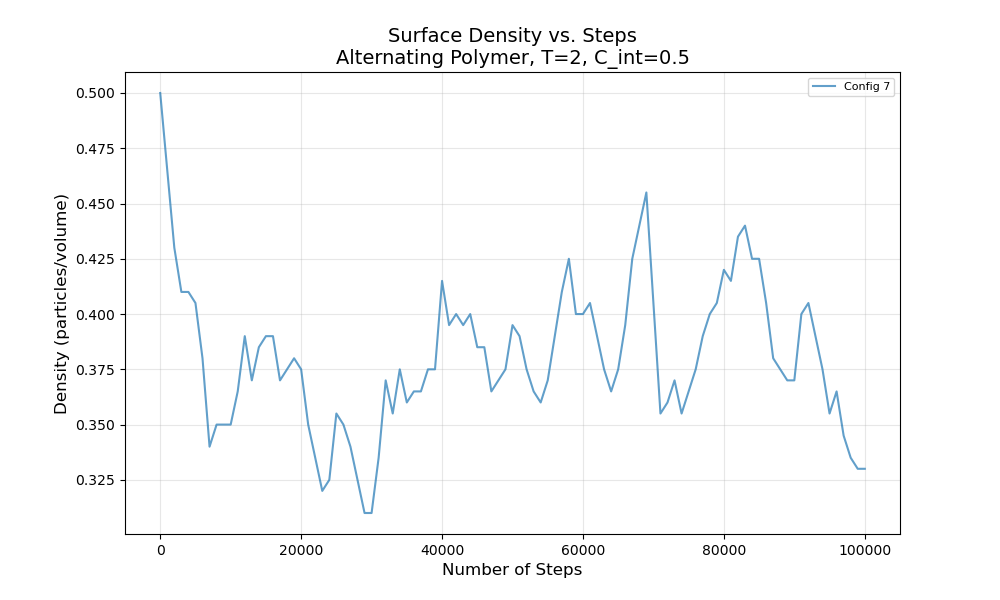 Surface Density vs. Steps
Alternating Polymer, T=2, C_int=0.5
Config 7
Density (particles/volume)
0.500
0.475
0.450
0.425
0.400
0.375
0.350
0.325
0 20000 40000 60000 80000 100000
Number of Steps